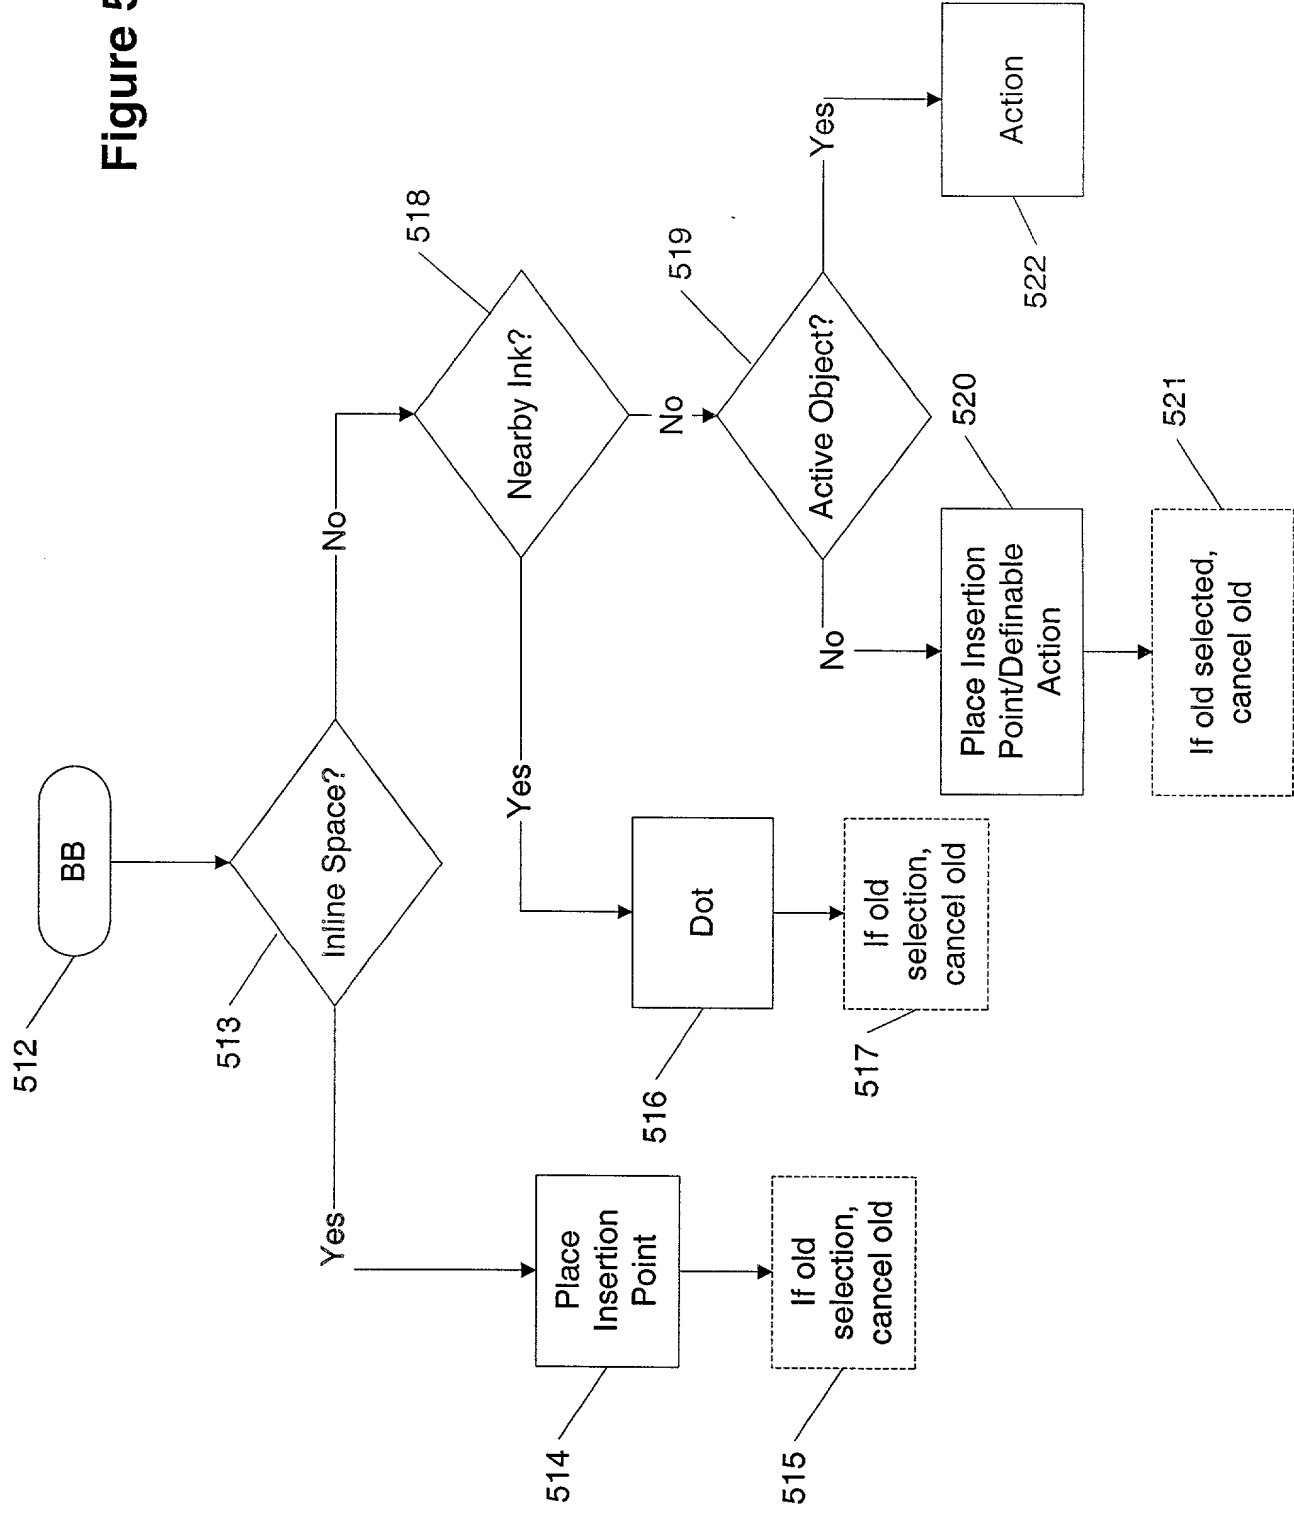 Figure 5
512
BB
513
Inline Space?
Yes
No
518
Nearby Ink?
Yes
No
519
Active Object?
No
Yes
514
Place
Insertion
Point
515
If old
selection,
cancel old
516
Dot
517
If old
selection,
cancel old
520
Place Insertion
Point/Definable
Action
521
If old selected,
cancel old
522
Action